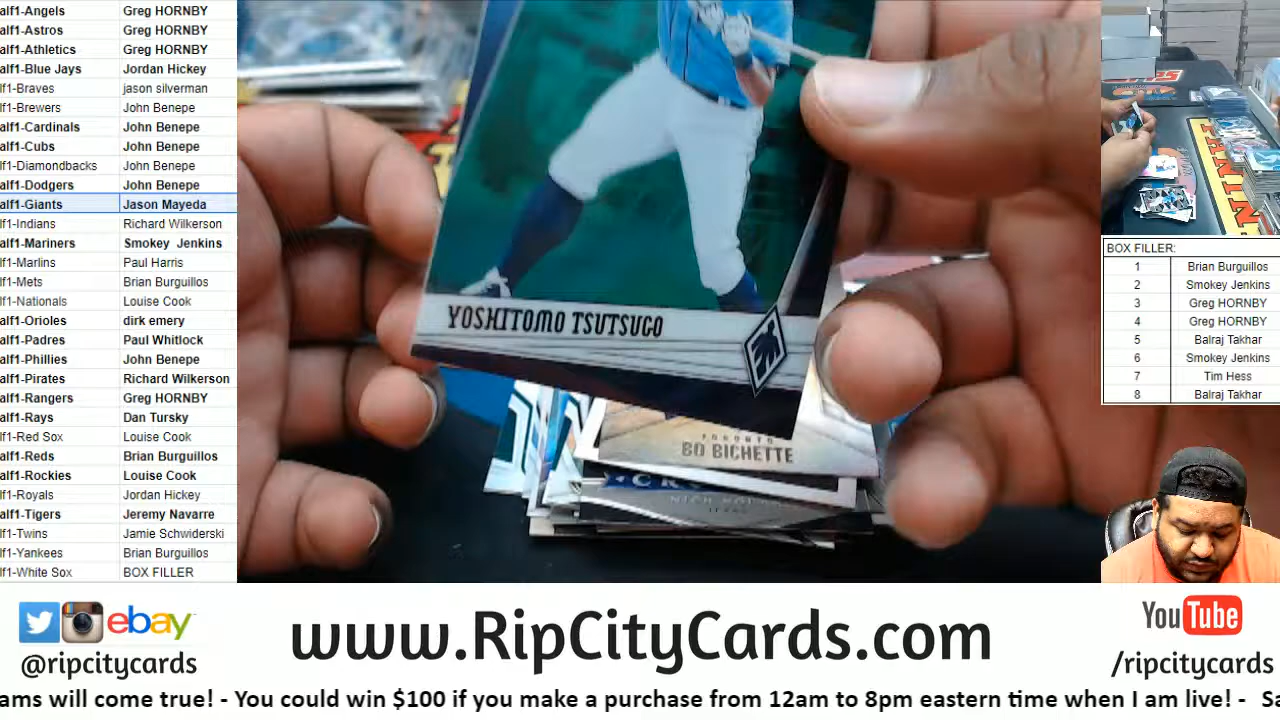 alf1-Angels Greg HORNBY
alf1-Astros Greg HORNBY
alf1-Athletics Greg HORNBY
alf1-Blue Jays Jordan Hickey
lf1-Braves jason silverman
lf1-Brewers John Benepe
alf1-Cardinals John Benepe
alf1-Cubs John Benepe
lf1-Diamondbacks John Benepe
alf1-Dodgers John Benepe
alf1-Giants Jason Mayeda
lf1-Indians Richard Wilkerson
alf1-Mariners Smokey Jenkins
lf1-Marlins Paul Harris
lf1-Mets Brian Burguillos
lf1-Nationals Louise Cook
alf1-Orioles dirk emery
alf1-Padres Paul Whitlock
alf1-Phillies John Benepe
alf1-Pirates Richard Wilkerson
alf1-Rangers Greg HORNBY
alf1-Rays Dan Tursky
lf1-Red Sox Louise Cook
alf1-Reds Brian Burguillos
alf1-Rockies Louise Cook
lf1-Royals Jordan Hickey
alf1-Tigers Jeremy Navarre
lf1-Twins Jamie Schwiderski
lf1-Yankees Brian Burguillos
lf1-White Sox BOX FILLER
YOSHITOMO TSUTSUGO
TORONTO
BO BICHETTE
BOX FILLER:
1 Brian Burguillos
2 Smokey Jenkins
3 Greg HORNBY
4 Greg HORNBY
5 Balraj Takhar
6 Smokey Jenkins
7 Tim Hess
8 Balraj Takhar
ebay
@ripcitycards
www.RipCityCards.com
YouTube
/ripcitycards
ams will come true! - You could win $100 if you make a purchase from 12am to 8pm eastern time when I am live! - Sa